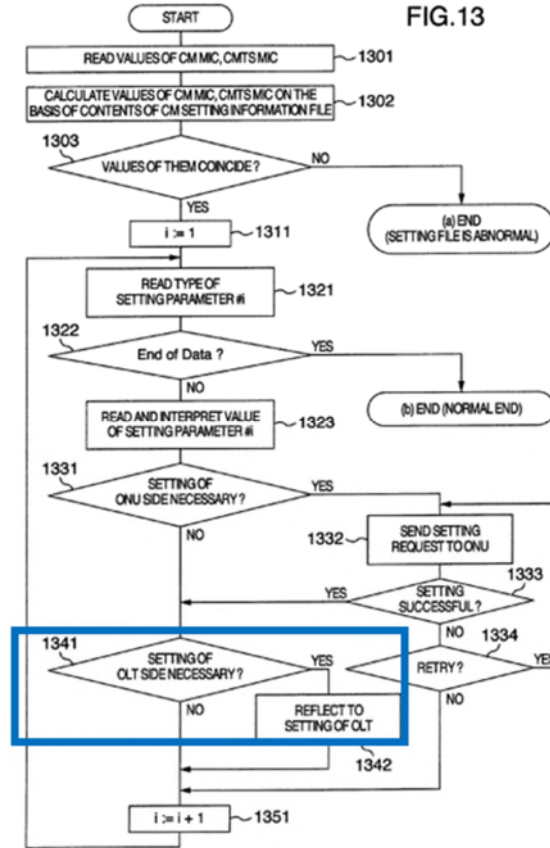 START
FIG.13
READ VALUES OF CM MIC, CMTS MIC
1301
CALCULATE VALUES OF CM MIC, CMTS MIC ON THE
BASIS OF CONTENTS OF CM SETTING INFORMATION FILE
1302
1303
VALUES OF THEM COINCIDE ?
NO
YES
(a) END
(SETTING FILE IS ABNORMAL)
i := 1
1311
READ TYPE OF
SETTING PARAMETER #i
1321
1322
End of Data ?
YES
NO
(b) END (NORMAL END)
READ AND INTERPRET VALUE
OF SETTING PARAMETER #i
1323
1331
SETTING OF
ONU SIDE NECESSARY ?
YES
NO
1332
SEND SETTING
REQUEST TO ONU
1333
YES
SETTING
SUCCESSFUL ?
NO
1334
1341
SETTING OF
OLT SIDE NECESSARY ?
YES
NO
RETRY ?
YES
NO
REFLECT TO
SETTING OF OLT
1342
i := i + 1
1351